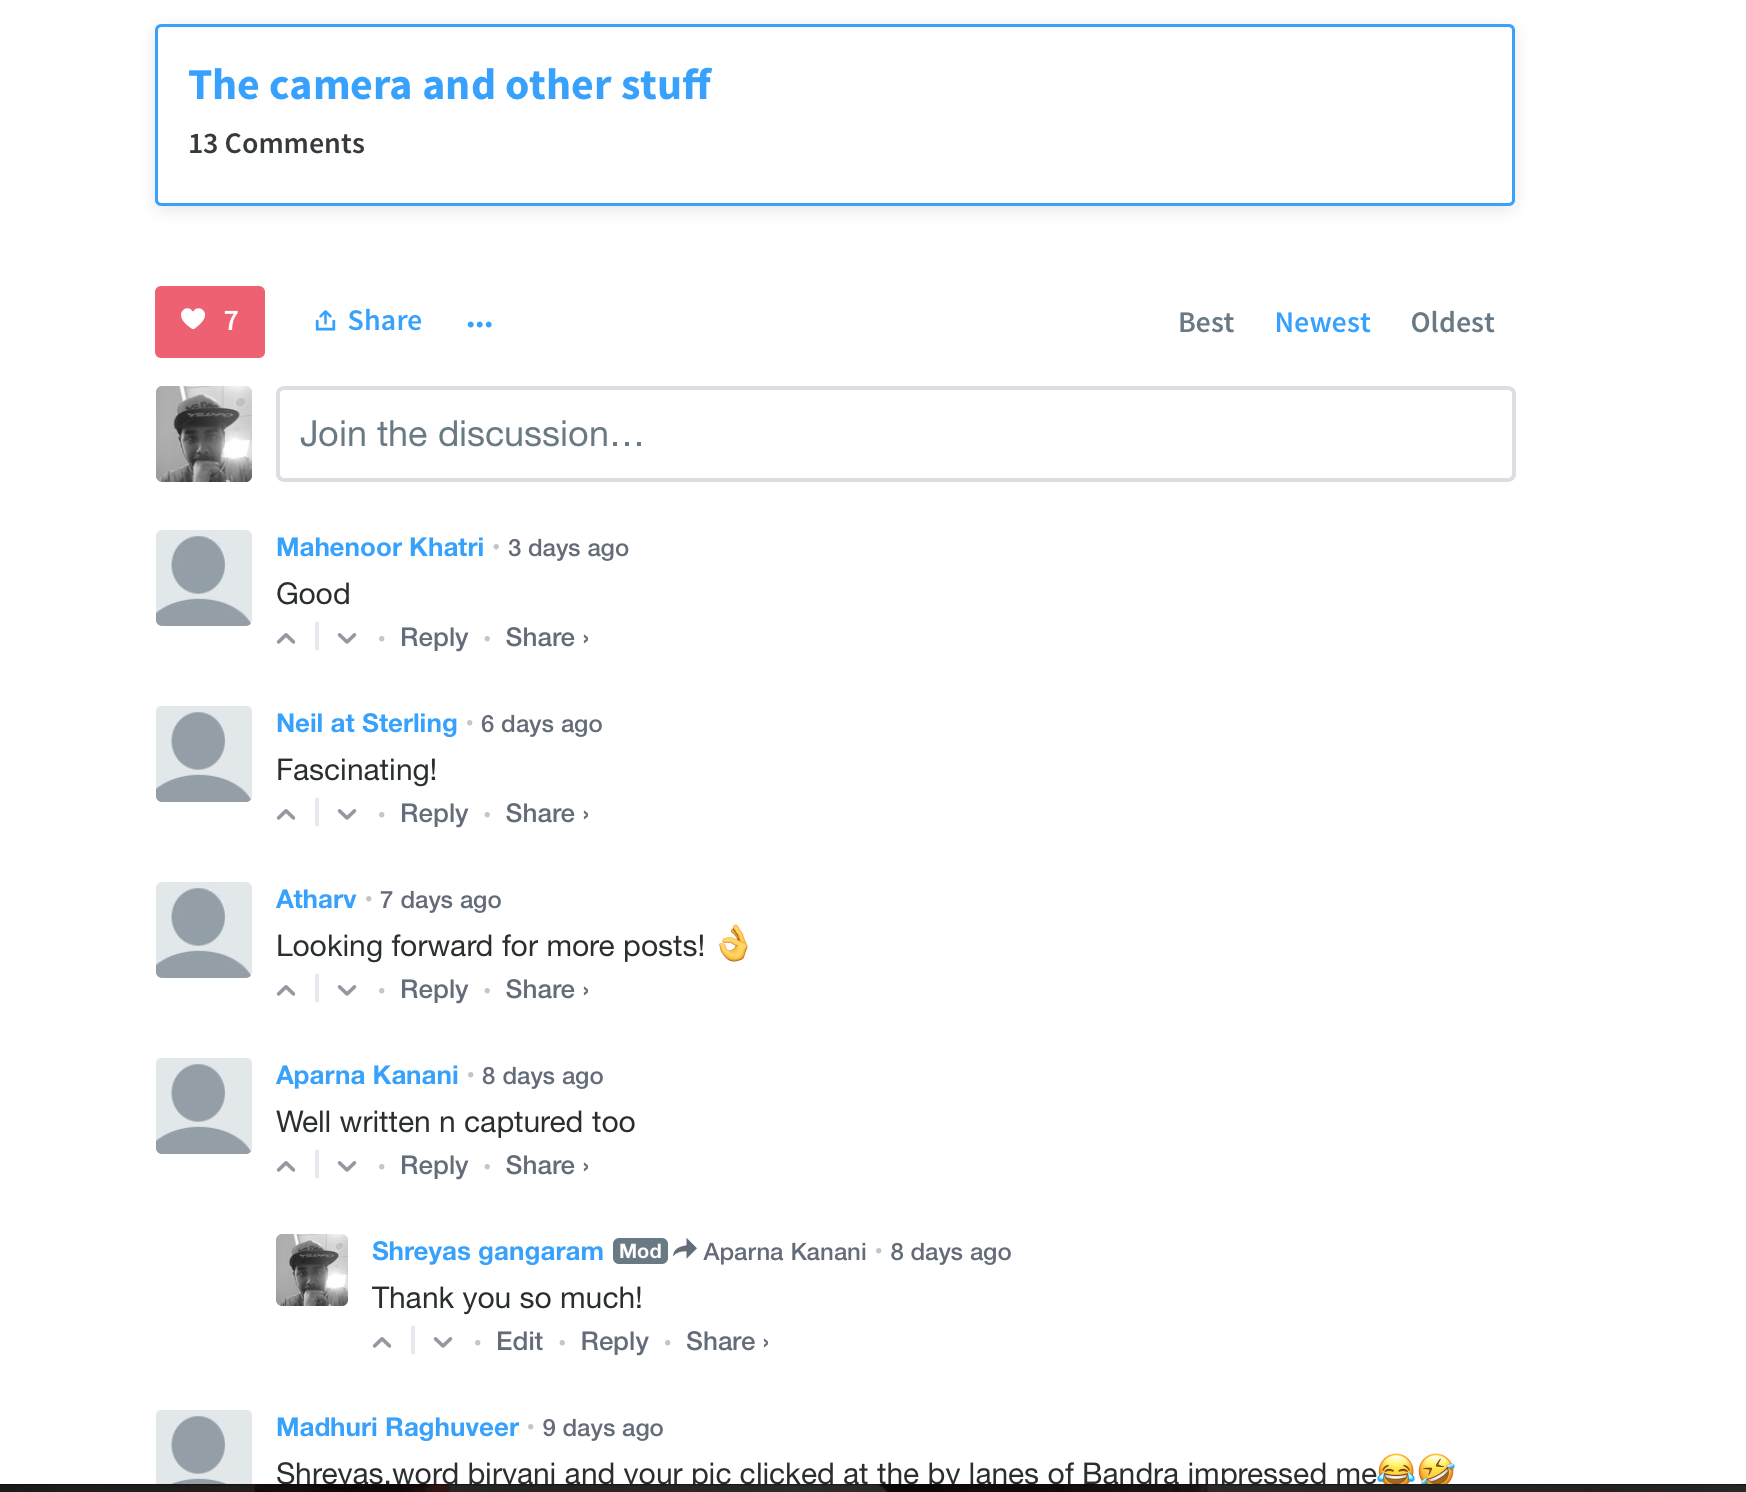 The camera and other stuff
13 Comments
7 Share ... Best Newest Oldest
Join the discussion...
Mahenoor Khatri • 3 days ago
Good
• Reply • Share ›
Neil at Sterling • 6 days ago
Fascinating!
• Reply • Share ›
Atharv • 7 days ago
Looking forward for more posts! 👌
• Reply • Share ›
Aparna Kanani • 8 days ago
Well written n captured too
• Reply • Share ›
Shreyas gangaram Mod Aparna Kanani • 8 days ago
Thank you so much!
• Edit • Reply • Share ›
Madhuri Raghuveer • 9 days ago
Shreyas,word biryani and your pic clicked at the by lanes of Bandra impressed me😂🤣